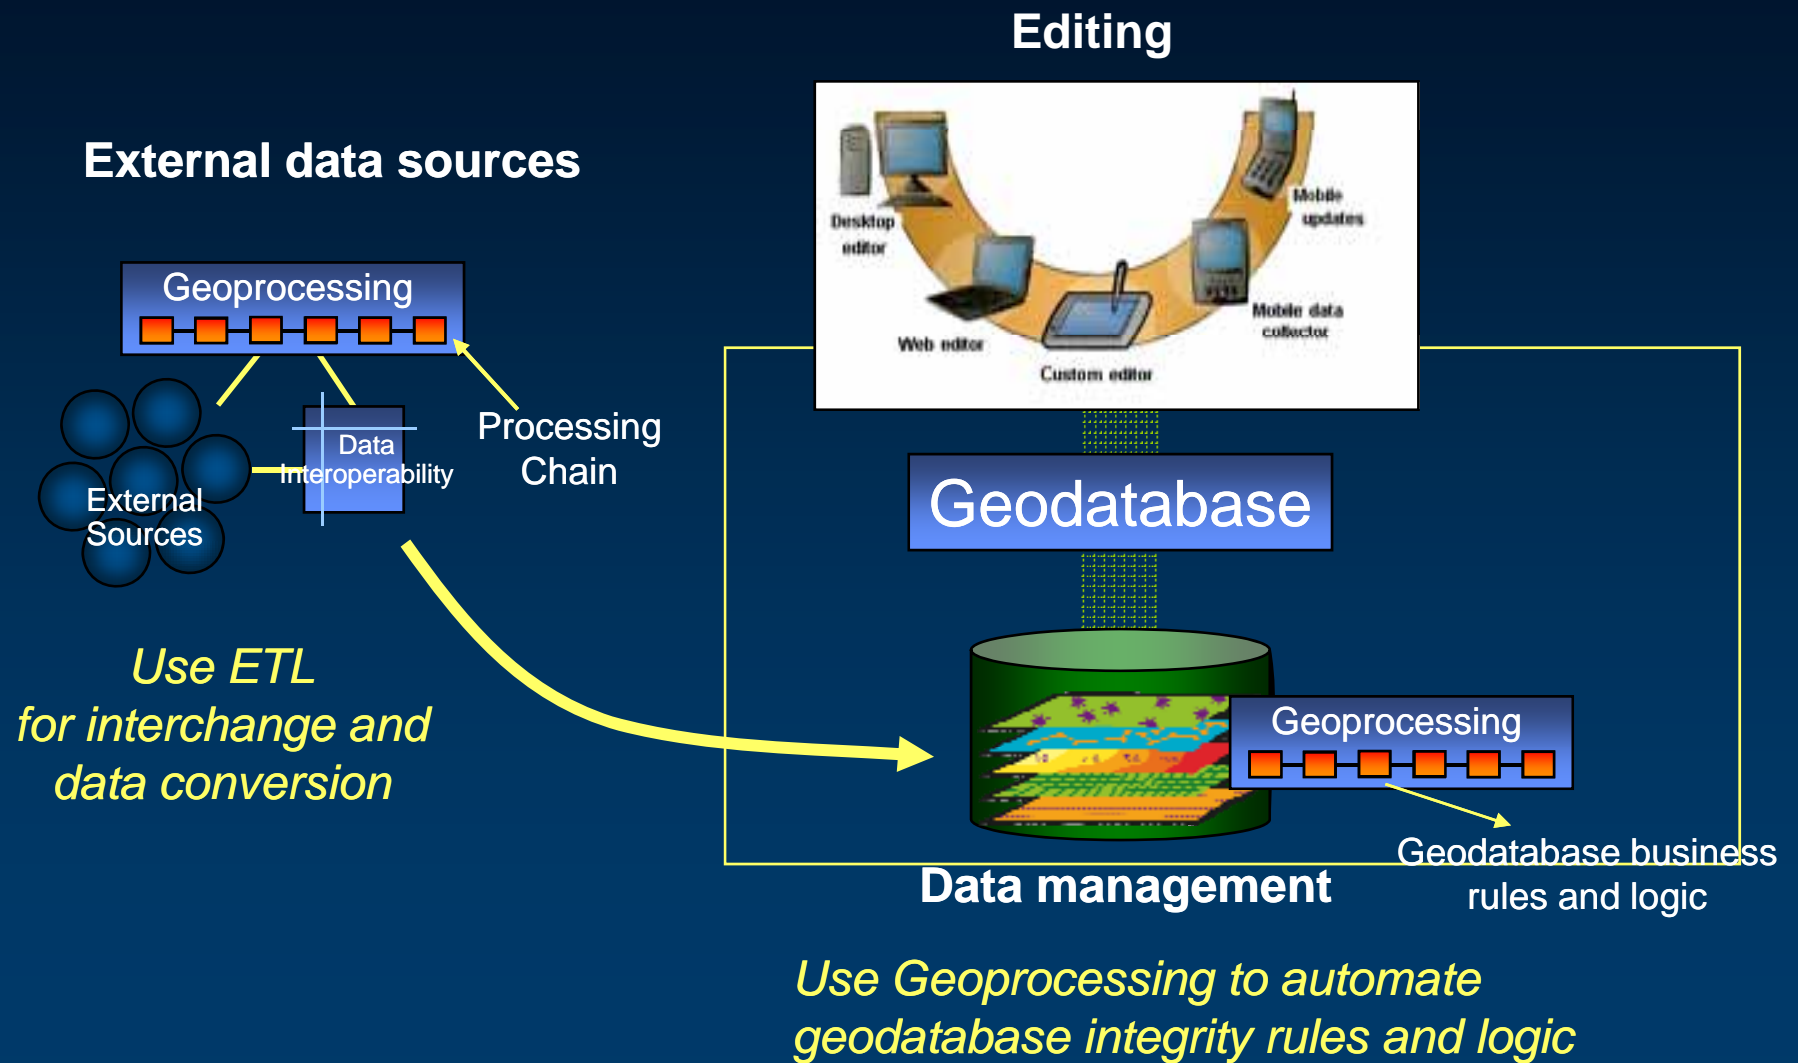 Editing
External data sources
Geoprocessing
Processing
Chain
Data
Interoperability
External
Sources
Use ETL
for interchange and
data conversion
Desktop
editor
Web editor
Custom editor
Mobile data
collector
Mobile
updates
Geodatabase
Geoprocessing
Geodatabase business
rules and logic
Data management
Use Geoprocessing to automate
geodatabase integrity rules and logic